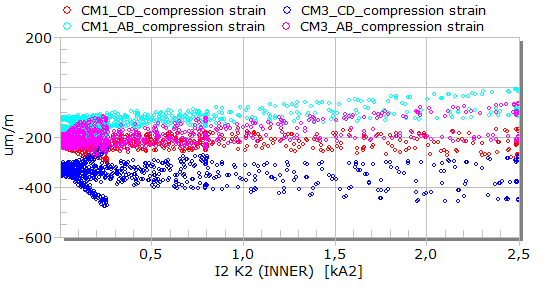 CM1_CD_compression strain CM3_CD_compression strain
CM1_AB_compression strain CM3_AB_compression strain
200
0
-200
-400
-600
um/m
0,5 1,0 1,5 2,0 2,5
I2 K2 (INNER) [kA2]